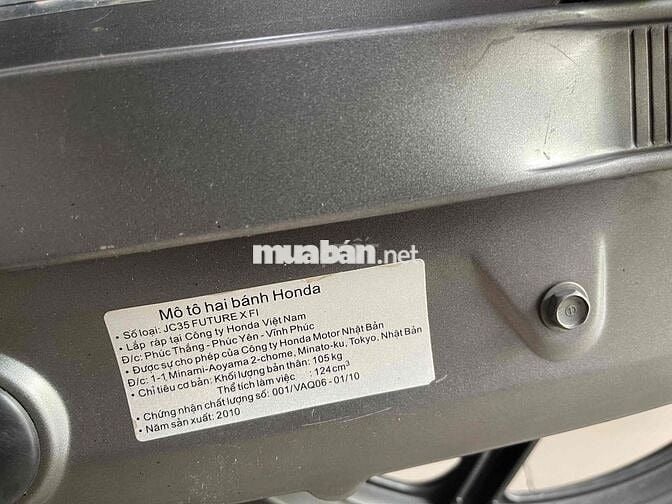 muabán.net
Mô tô hai bánh Honda
• Số loại: JC35 FUTURE X FI
• Lắp ráp tại Công ty Honda Việt Nam
Đ/c: Phúc Thắng - Phúc Yên – Vĩnh Phúc
• Được sự cho phép của Công ty Honda Motor Nhật Bản
Đ/c: 1-1, Minami-Aoyama 2-chome, Minato-ku, Tokyo, Nhật Bản
• Chỉ tiêu cơ bản: Khối lượng bản thân: 105 kg
Thể tích làm việc : 124 cm³
• Chứng nhận chất lượng số: 001/VAQ06 - 01/10
• Năm sản xuất: 2010